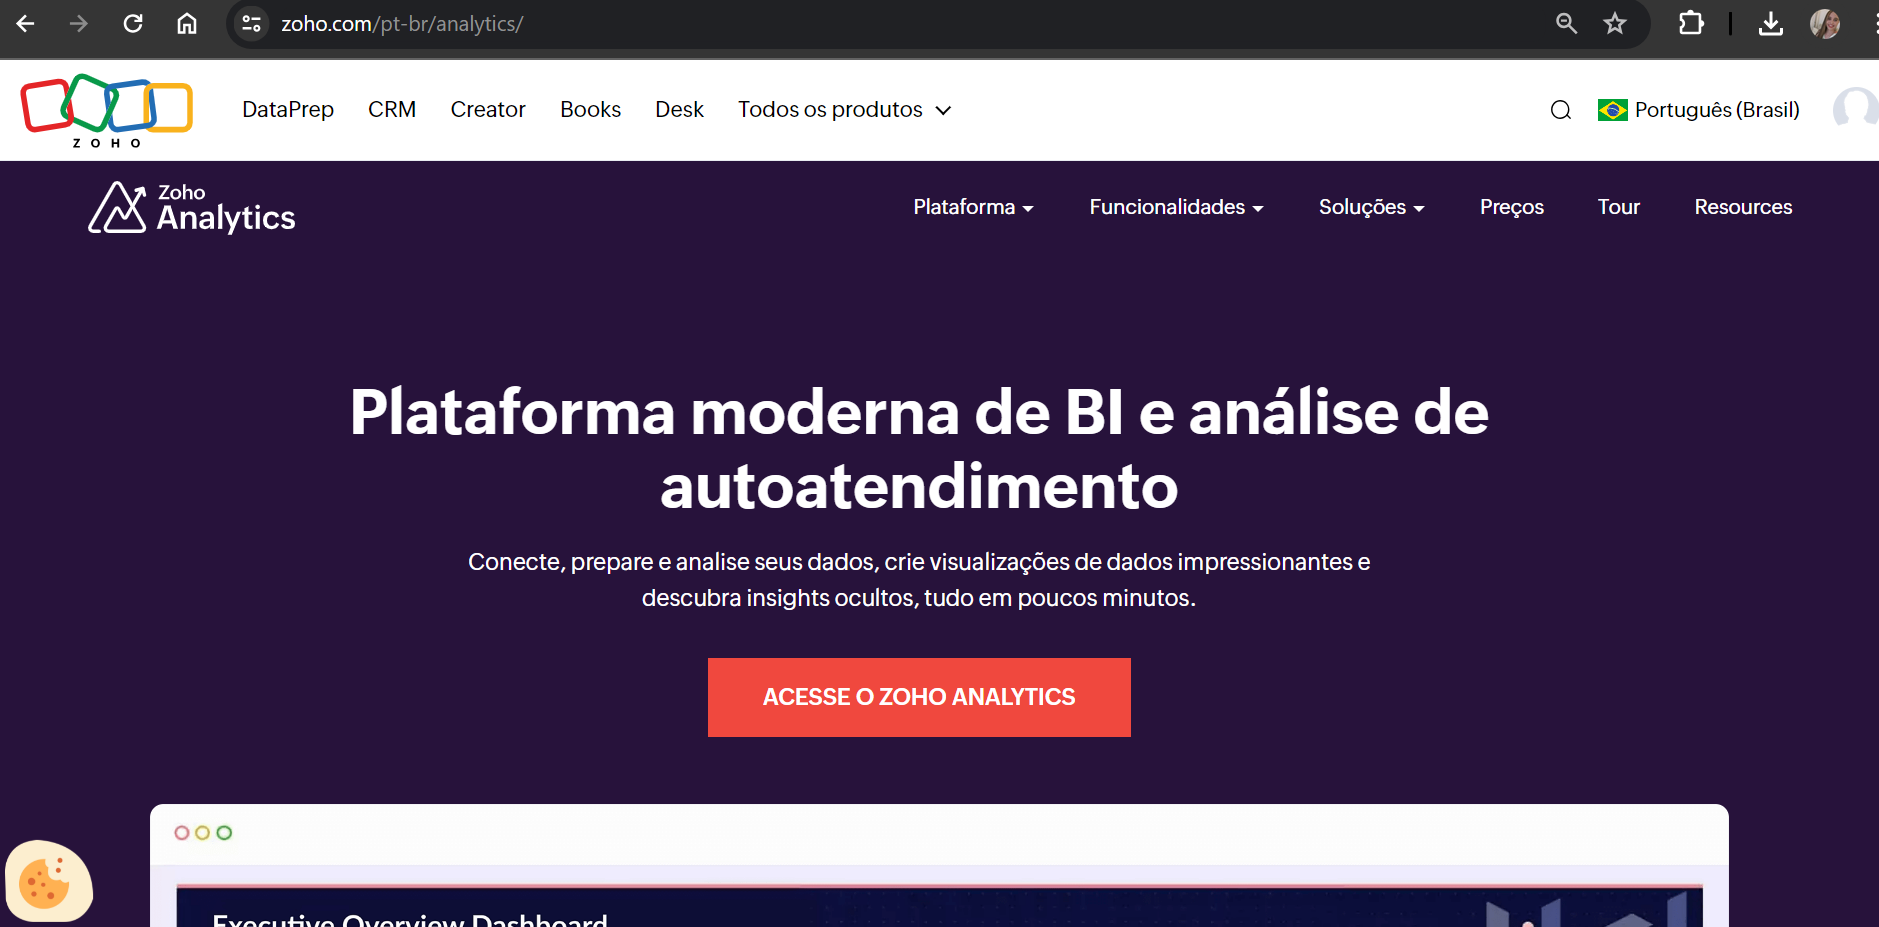 zoho.com/pt-br/analytics/
ZOHO
DataPrep CRM Creator Books Desk Todos os produtos
Português (Brasil)
Zoho
Analytics
Plataforma Funcionalidades Soluções Preços Tour Resources
Plataforma moderna de BI e análise de
autoatendimento
Conecte, prepare e analise seus dados, crie visualizações de dados impressionantes e
descubra insights ocultos, tudo em poucos minutos.
ACESSE O ZOHO ANALYTICS
Executive Overview Dashboard